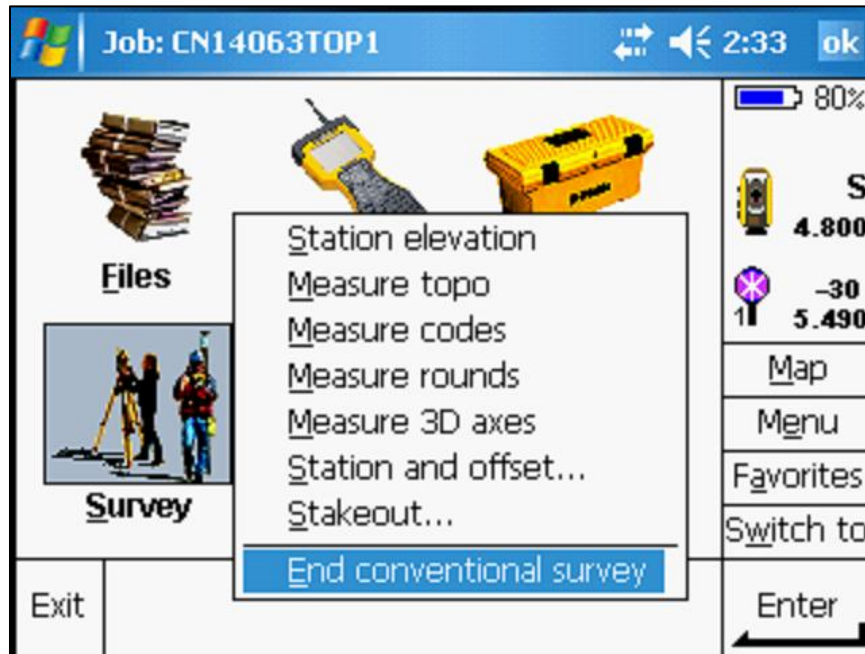 Job: CN14063TOP1
2:33
ok
80%
S
4.800
-30
1
5.490
Files
Survey
Station elevation
Measure topo
Measure codes
Measure rounds
Measure 3D axes
Station and offset...
Stakeout...
End conventional survey
Map
Menu
Favorites
Switch to
Exit
Enter